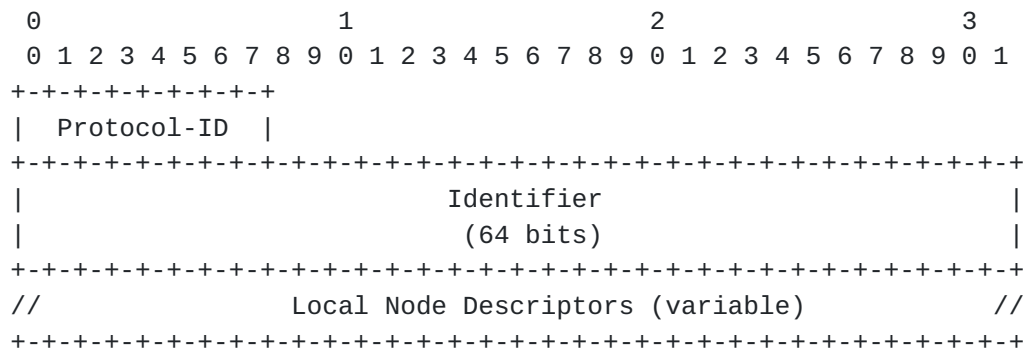 0                   1                   2                   3
 0 1 2 3 4 5 6 7 8 9 0 1 2 3 4 5 6 7 8 9 0 1 2 3 4 5 6 7 8 9 0 1
+-+-+-+-+-+-+-+-+
|  Protocol-ID  |
+-+-+-+-+-+-+-+-+-+-+-+-+-+-+-+-+-+-+-+-+-+-+-+-+-+-+-+-+-+-+-+-+
|                           Identifier                          |
|                            (64 bits)                          |
+-+-+-+-+-+-+-+-+-+-+-+-+-+-+-+-+-+-+-+-+-+-+-+-+-+-+-+-+-+-+-+-+
//                Local Node Descriptors (variable)            //
+-+-+-+-+-+-+-+-+-+-+-+-+-+-+-+-+-+-+-+-+-+-+-+-+-+-+-+-+-+-+-+-+